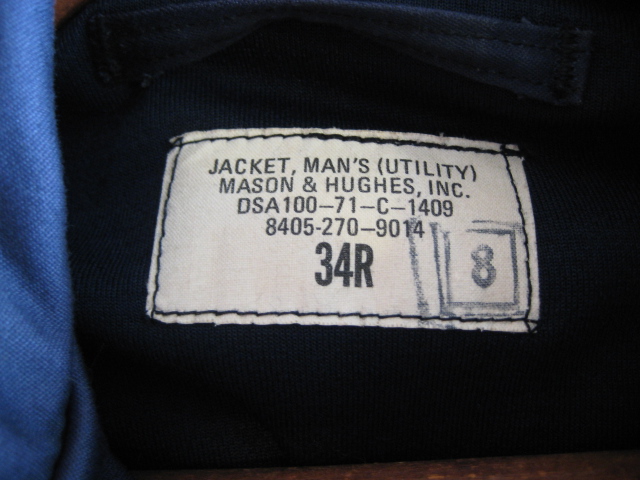 JACKET, MAN'S (UTILITY)
MASON & HUGHES, INC.
DSA100-71-C-1409
8405-270-9014
34R
8